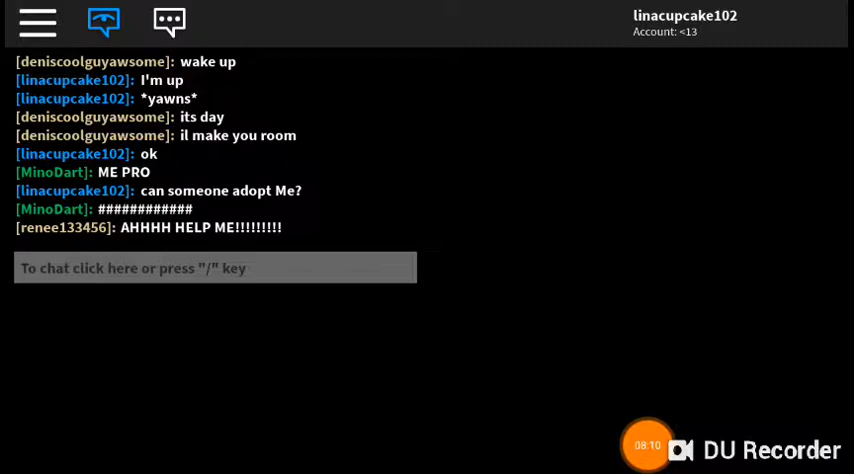 linacupcake102
Account: <13
[deniscoolguyawsome]: wake up
[linacupcake102]: I'm up
[linacupcake102]: *yawns*
[deniscoolguyawsome]: its day
[deniscoolguyawsome]: il make you room
[linacupcake102]: ok
[MinoDart]: ME PRO
[linacupcake102]: can someone adopt Me?
[MinoDart]: ############
[renee133456]: AHHHH HELP ME!!!!!!!!!
To chat click here or press "/" key
08:10
DU Recorder